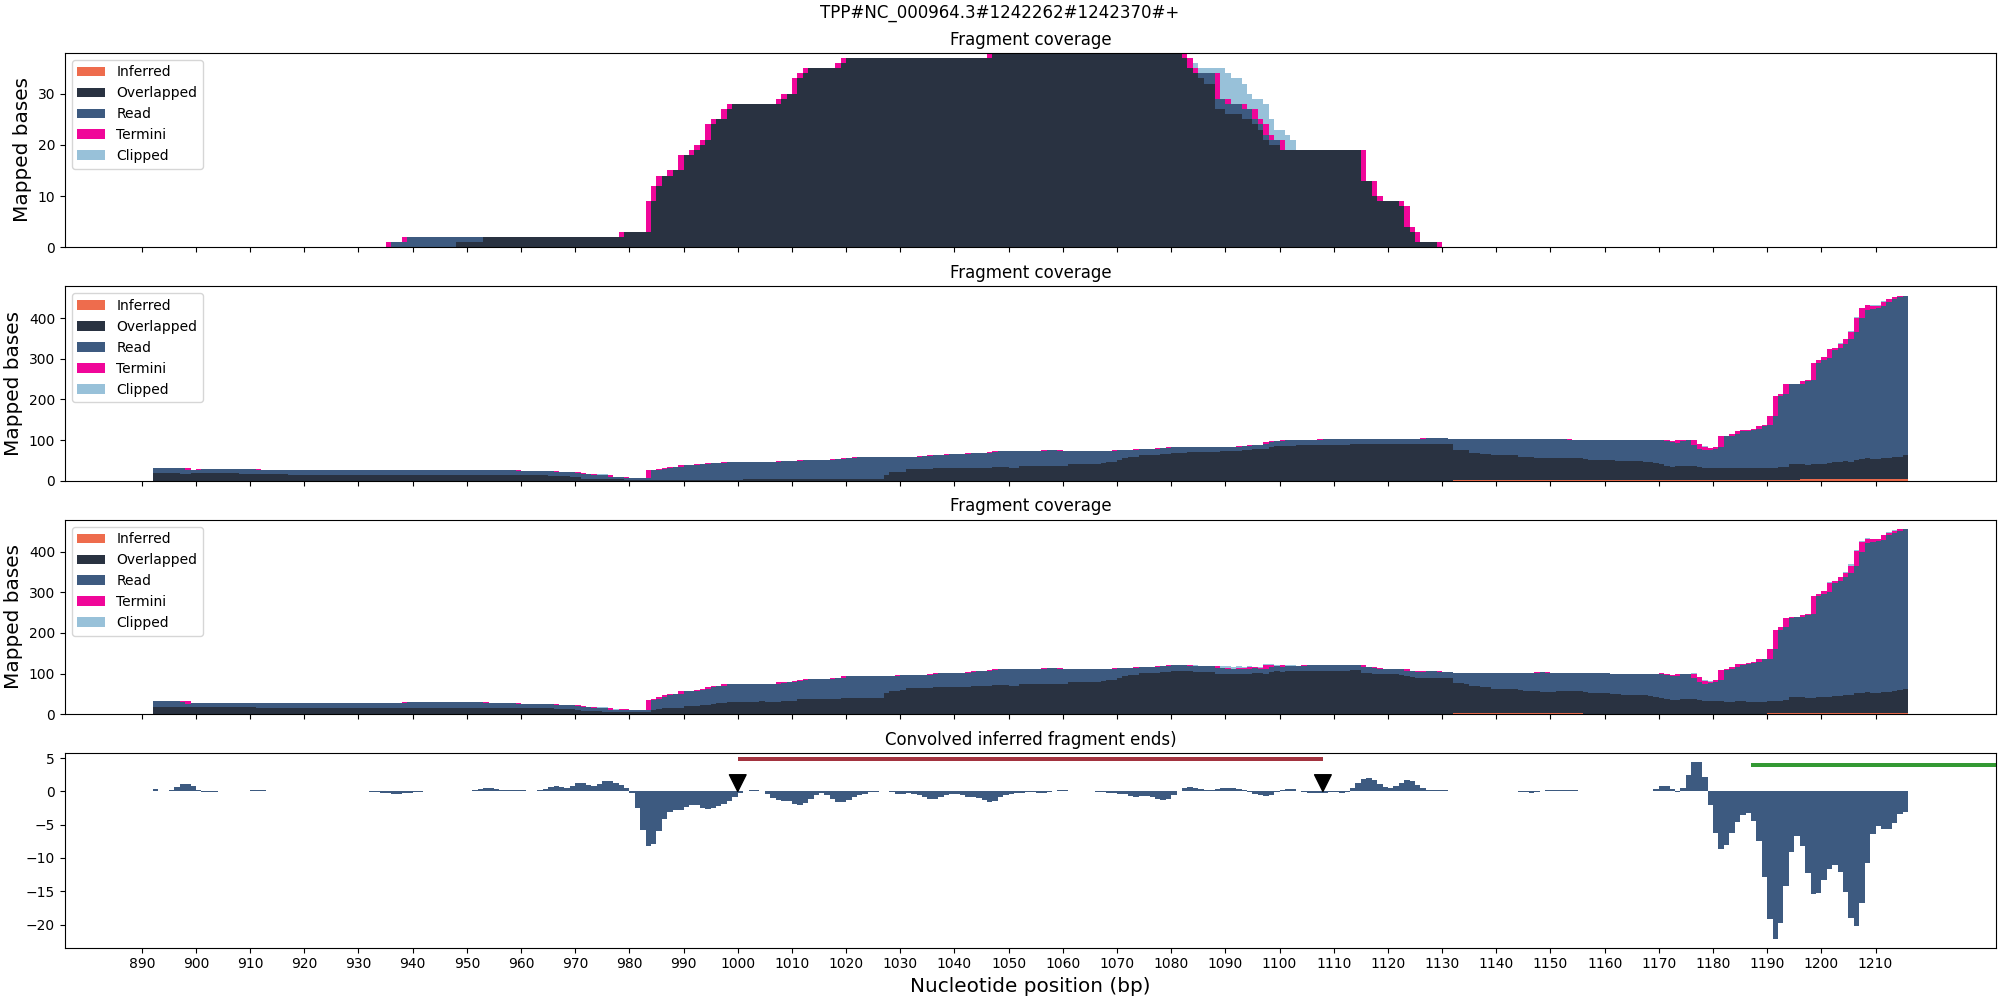 TPP#NC_000964.3#1242262#1242370#+
Fragment coverage
Mapped bases
30
20
10
0
Inferred
Overlapped
Read
Termini
Clipped
Fragment coverage
Mapped bases
400
300
200
100
0
Inferred
Overlapped
Read
Termini
Clipped
Fragment coverage
Mapped bases
400
300
200
100
0
Inferred
Overlapped
Read
Termini
Clipped
Convolved inferred fragment ends)
5
0
−5
−10
−15
−20
890 900 910 920 930 940 950 960 970 980 990 1000 1010 1020 1030 1040 1050 1060 1070 1080 1090 1100 1110 1120 1130 1140 1150 1160 1170 1180 1190 1200 1210
Nucleotide position (bp)